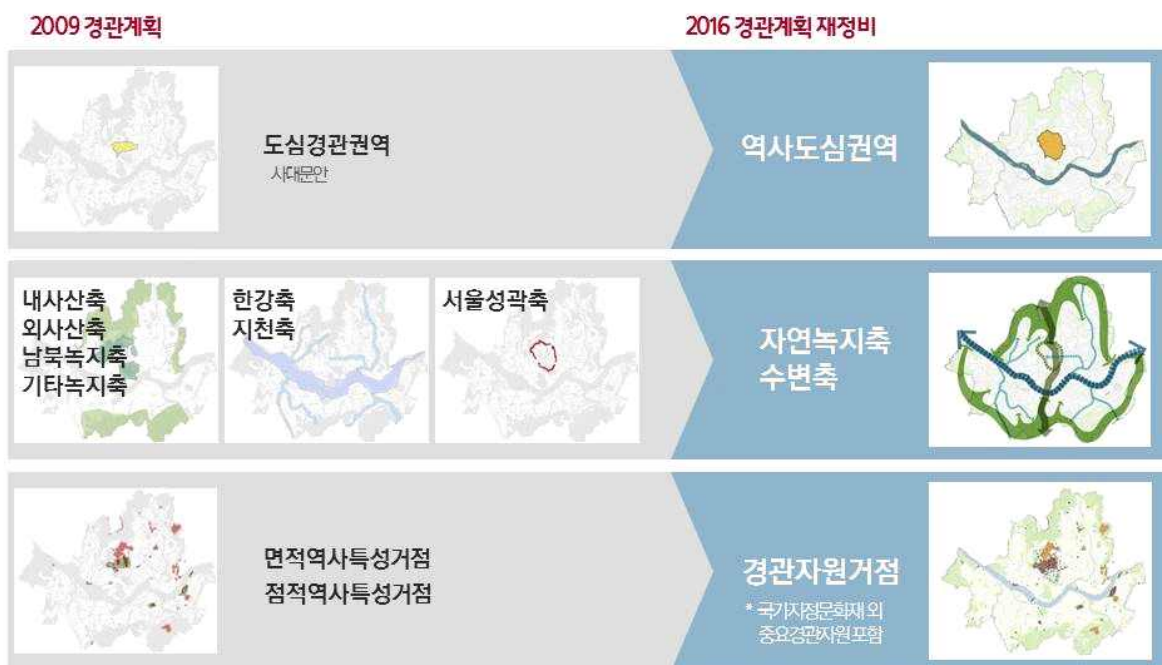 2009 경관계획
2016 경관계획 재정비
도심경관권역
사대문안
역사도심권역
내사산축
외사산축
남북녹지축
기타녹지축
한강축
지천축
서울성곽축
자연녹지축
수변축
면적역사특성거점
점적역사특성거점
경관자원거점
* 국가지정문화재 외
중요경관자원 포함